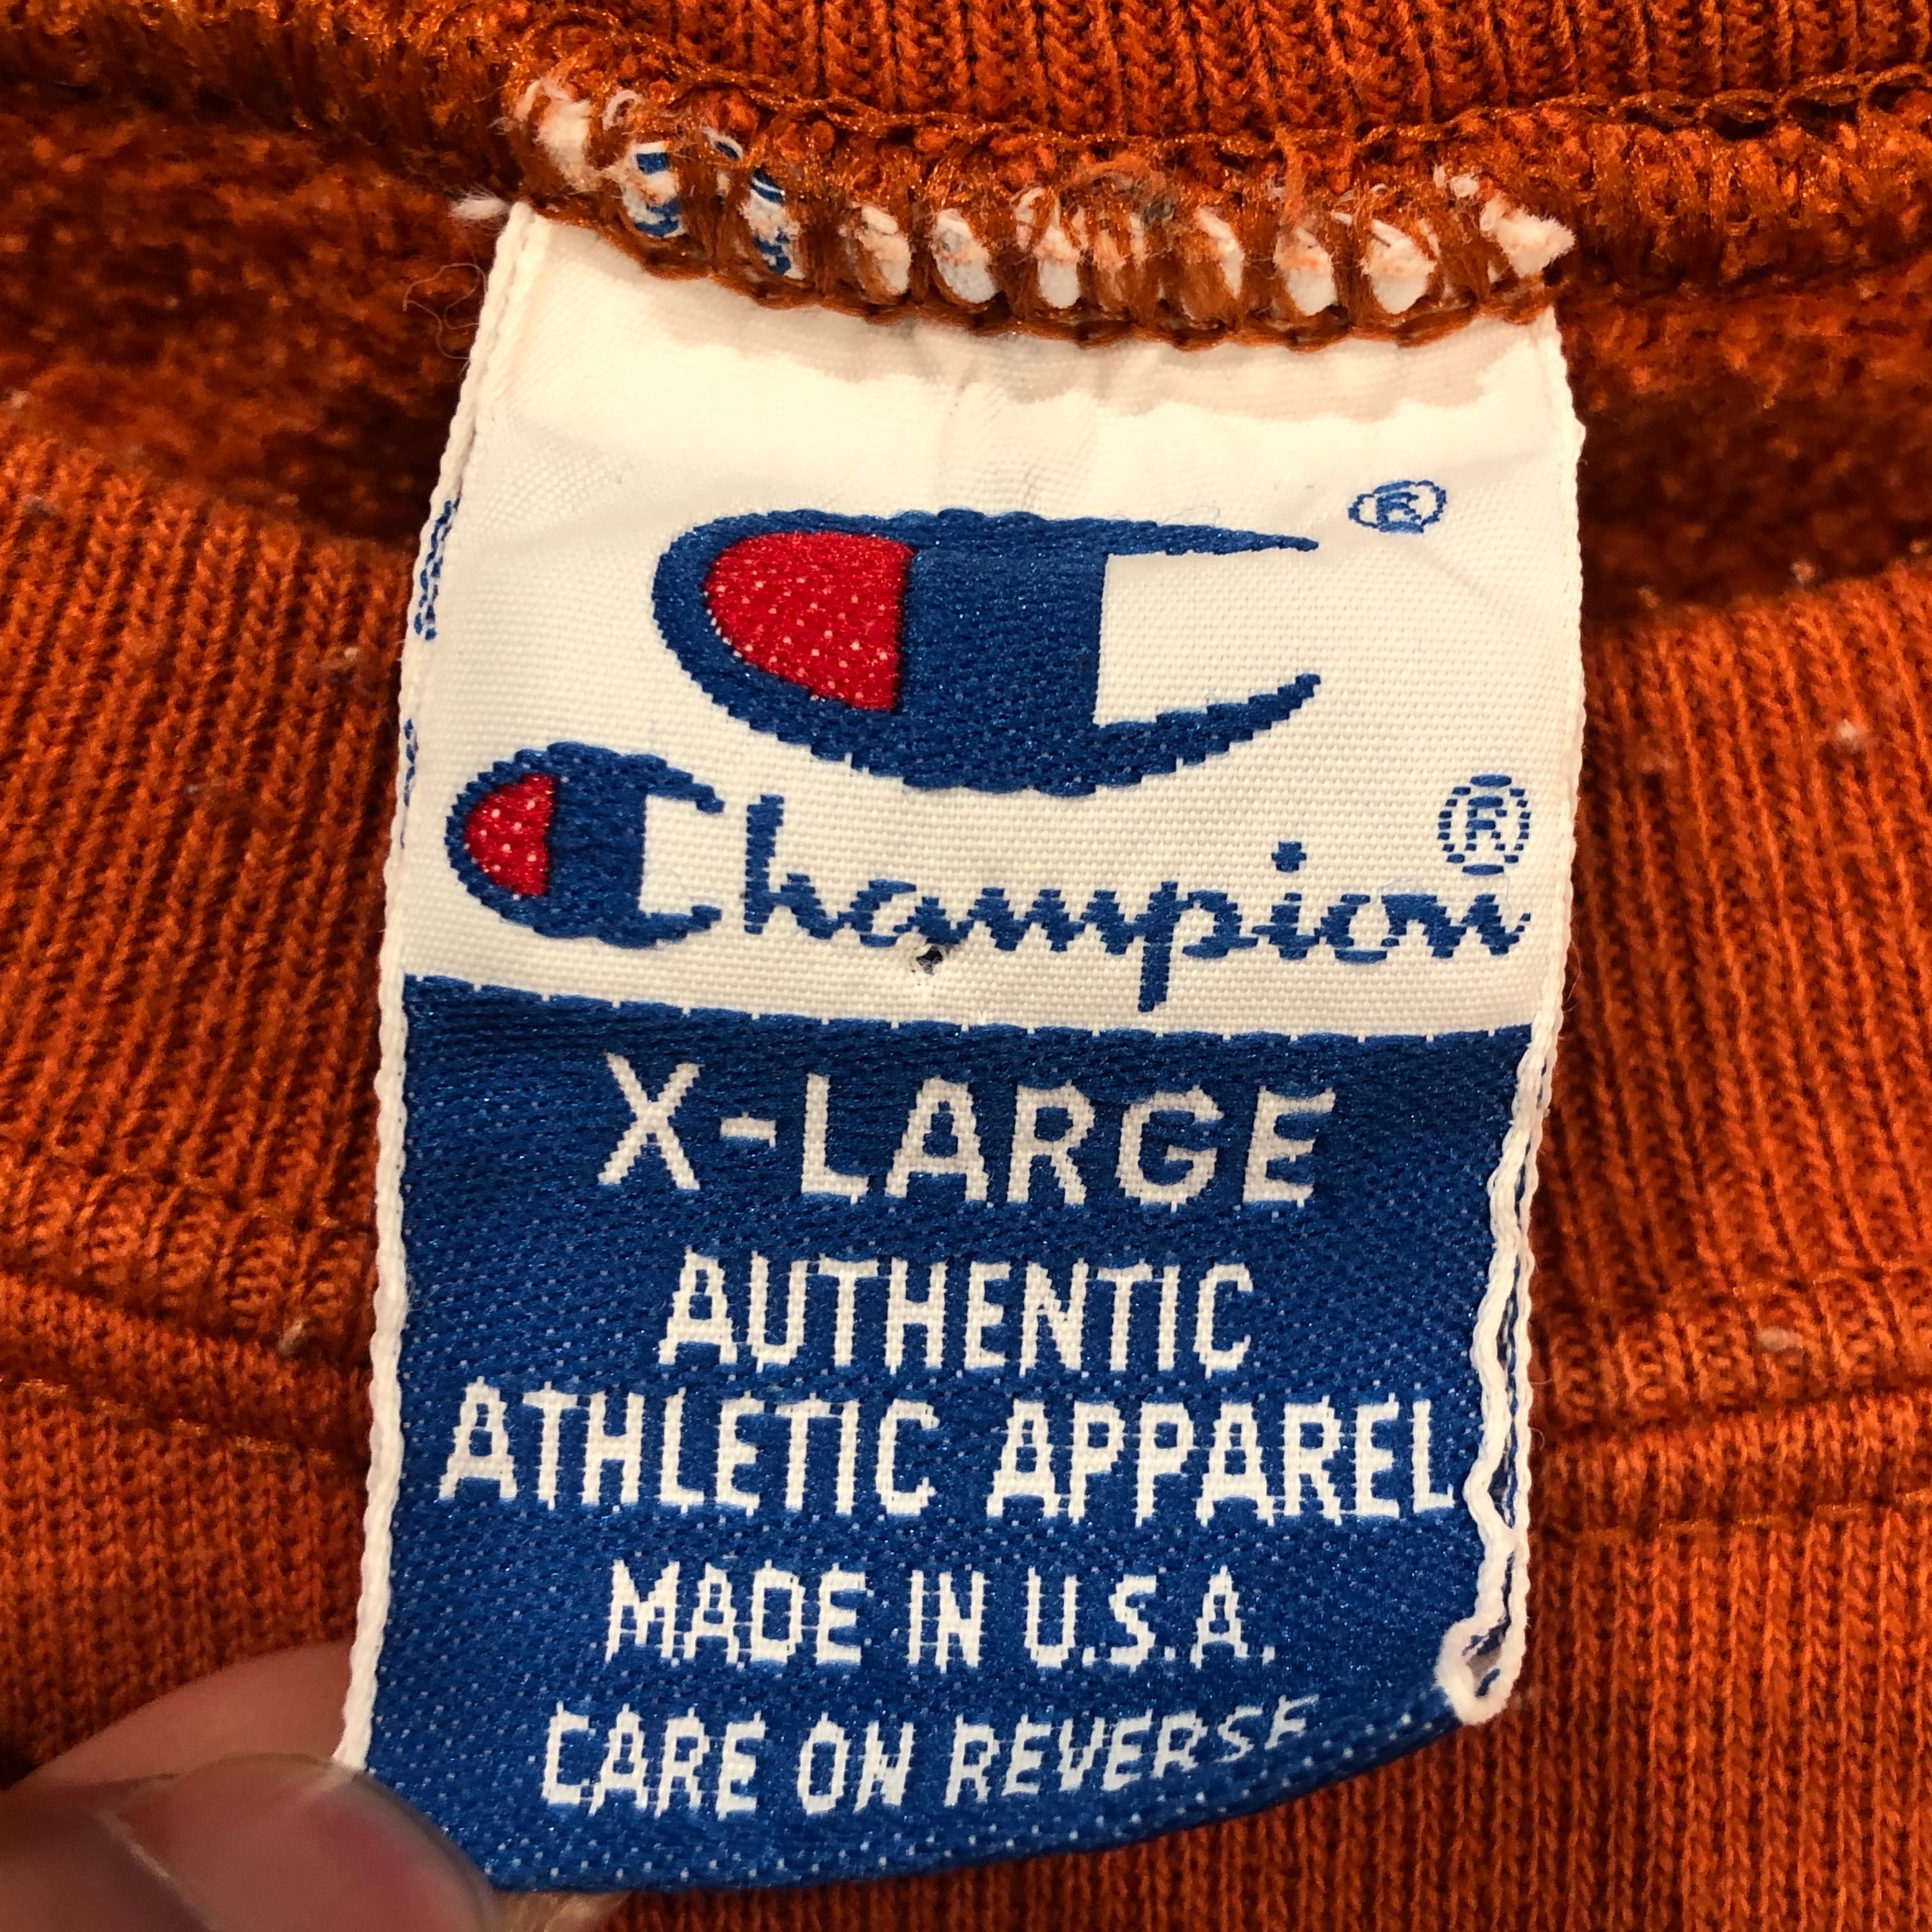 ®
Champion®
X-LARGE
AUTHENTIC
ATHLETIC APPAREL
MADE IN U.S.A.
CARE ON REVERSE